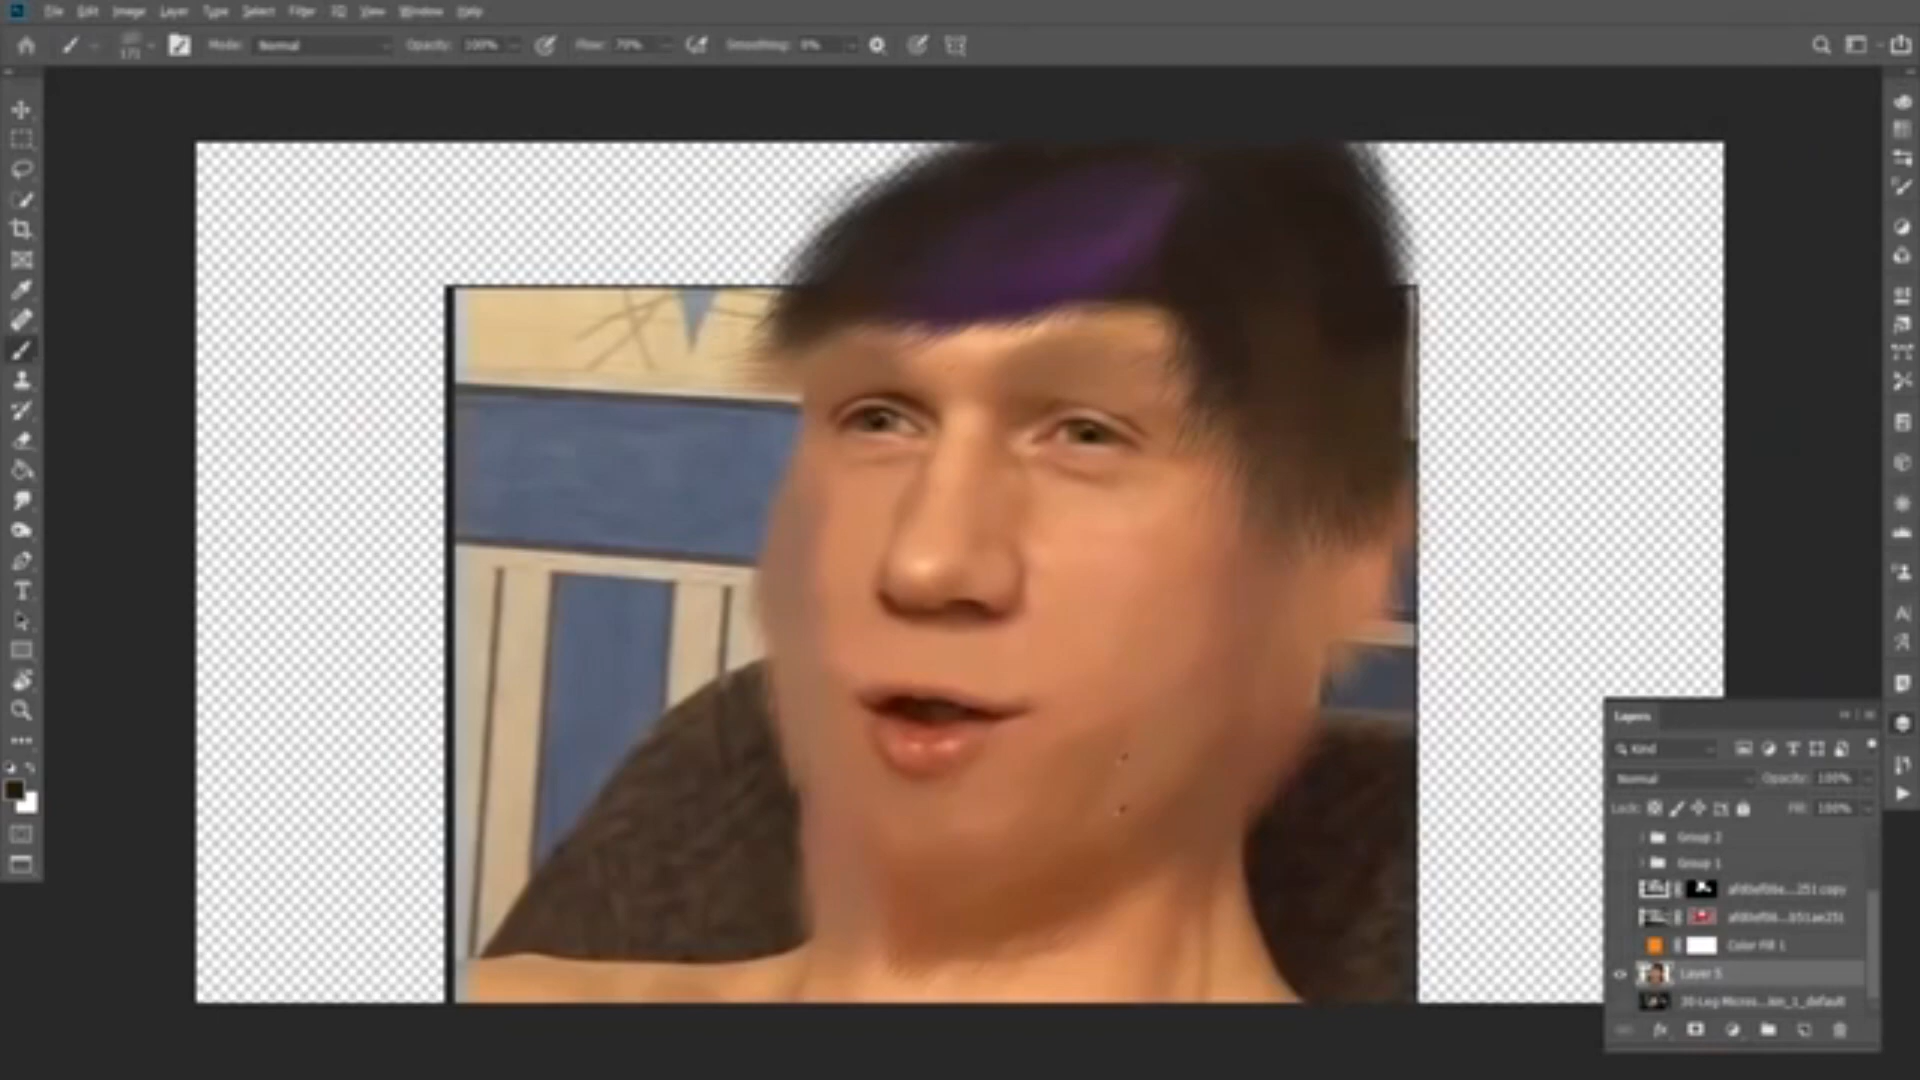 File Edit Image Layer Type Select Filter 3D View Window Help
171 Mode: Normal Opacity: 100% Flow: 70% Smoothing: 0%
Layers
Kind
Normal Opacity: 100%
Lock: Fill: 100%
Group 2
Group 1
Color Fill 1
Layer 5